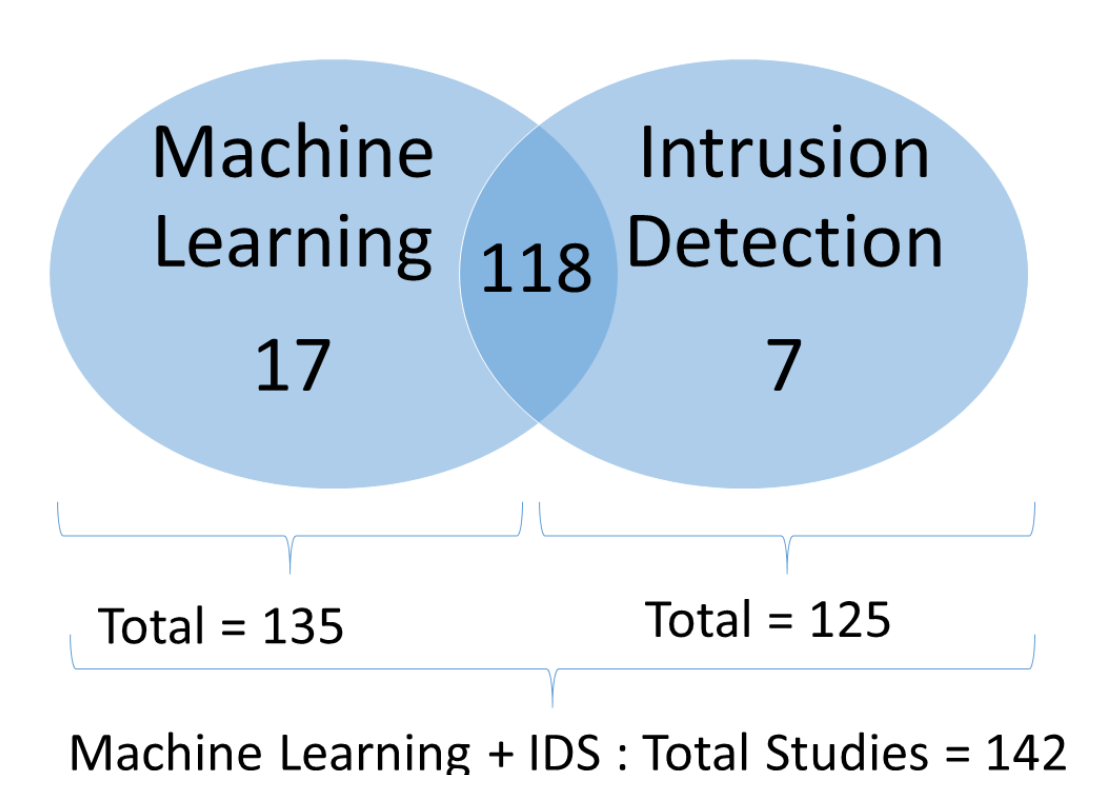 Machine
Learning
17
118
Intrusion
Detection
7
Total = 135
Total = 125
Machine Learning + IDS : Total Studies = 142